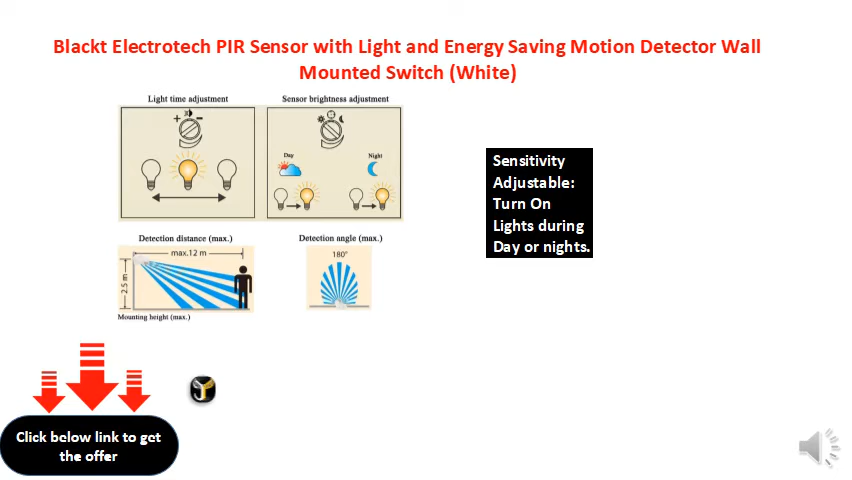 Blackt Electrotech PIR Sensor with Light and Energy Saving Motion Detector Wall
Mounted Switch (White)
Light time adjustment
Sensor brightness adjustment
+ -
Day
Night
Sensitivity
Adjustable:
Turn On
Lights during
Day or nights.
Detection distance (max.)
Detection angle (max.)
max.12 m
180°
2.5 m
Mounting height (max.)
Click below link to get
the offer